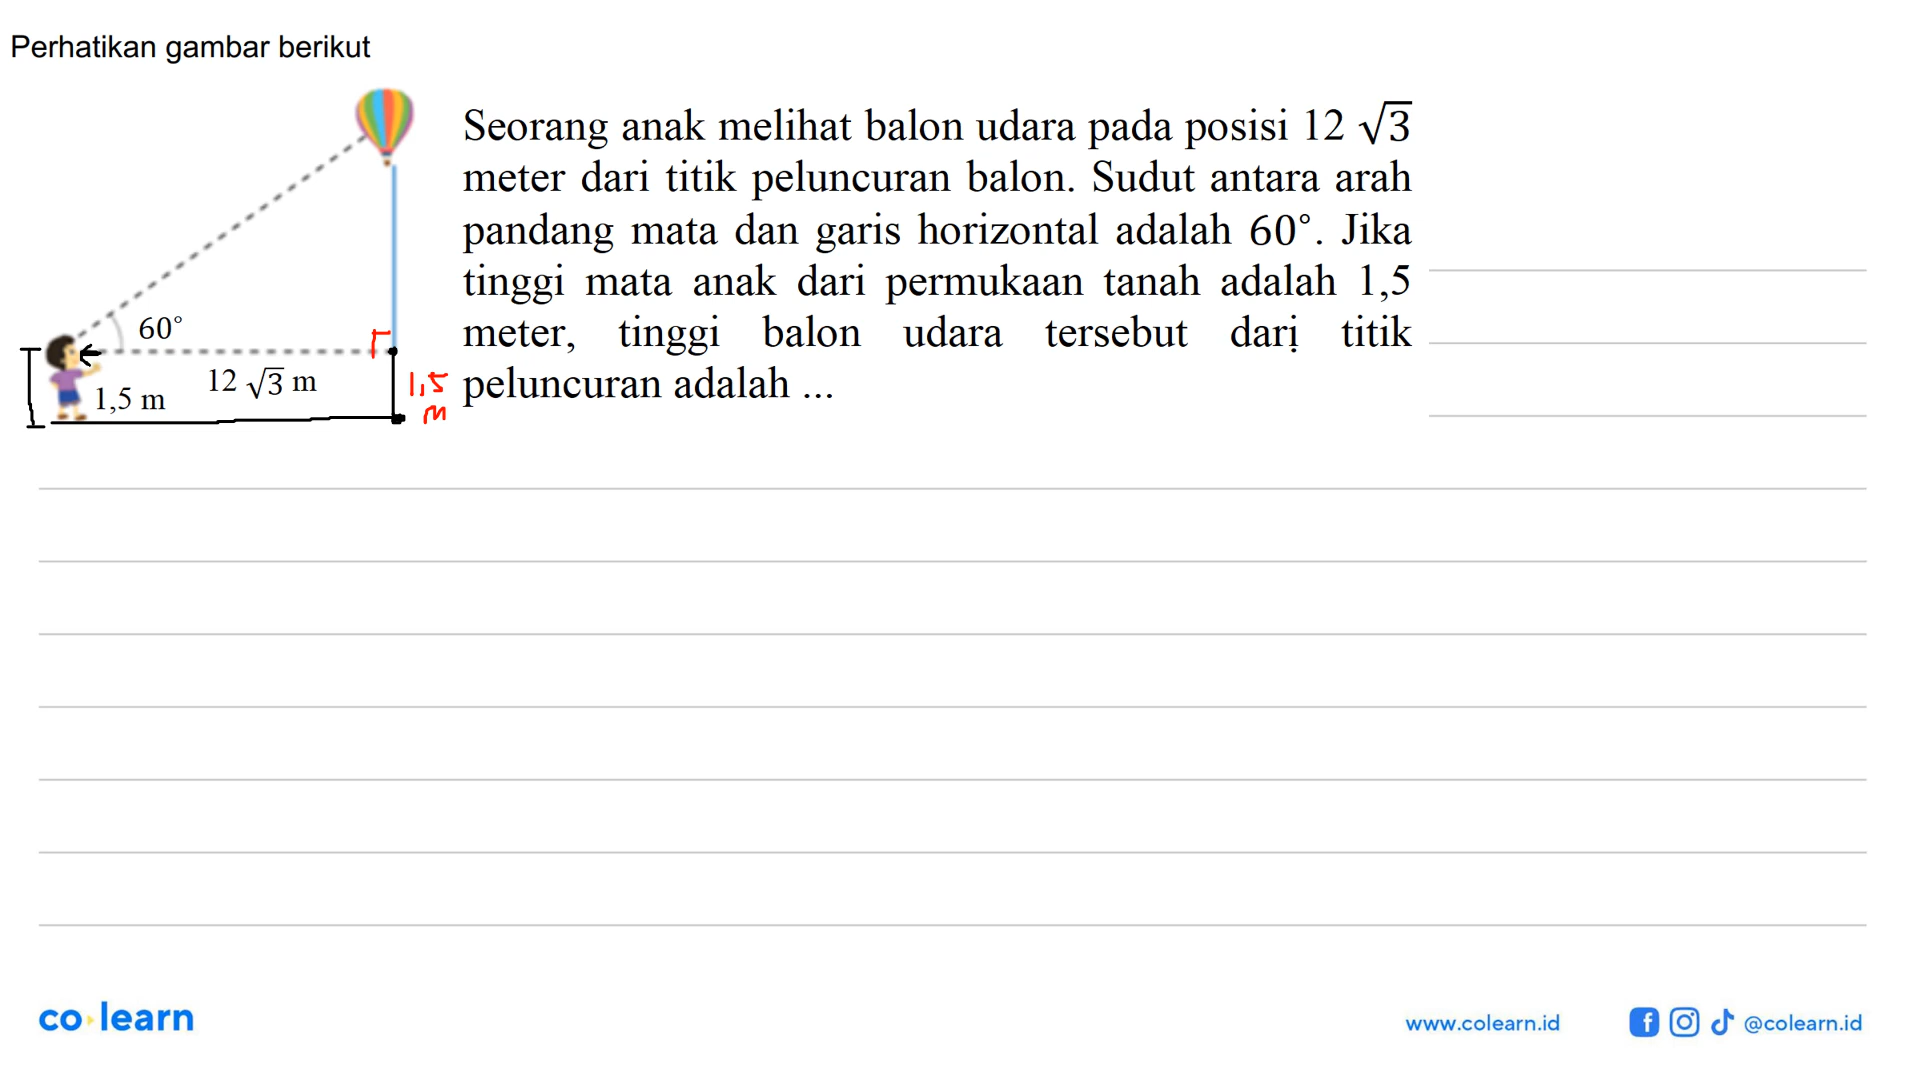 Perhatikan gambar berikut
Seorang anak melihat balon udara pada posisi 12 √3
meter dari titik peluncuran balon. Sudut antara arah
pandang mata dan garis horizontal adalah 60°. Jika
tinggi mata anak dari permukaan tanah adalah 1,5
meter, tinggi balon udara tersebut dari titik
peluncuran adalah ...
60°
12 √3 m
1,5 m
1,5
m
co learn
www.colearn.id
@colearn.id